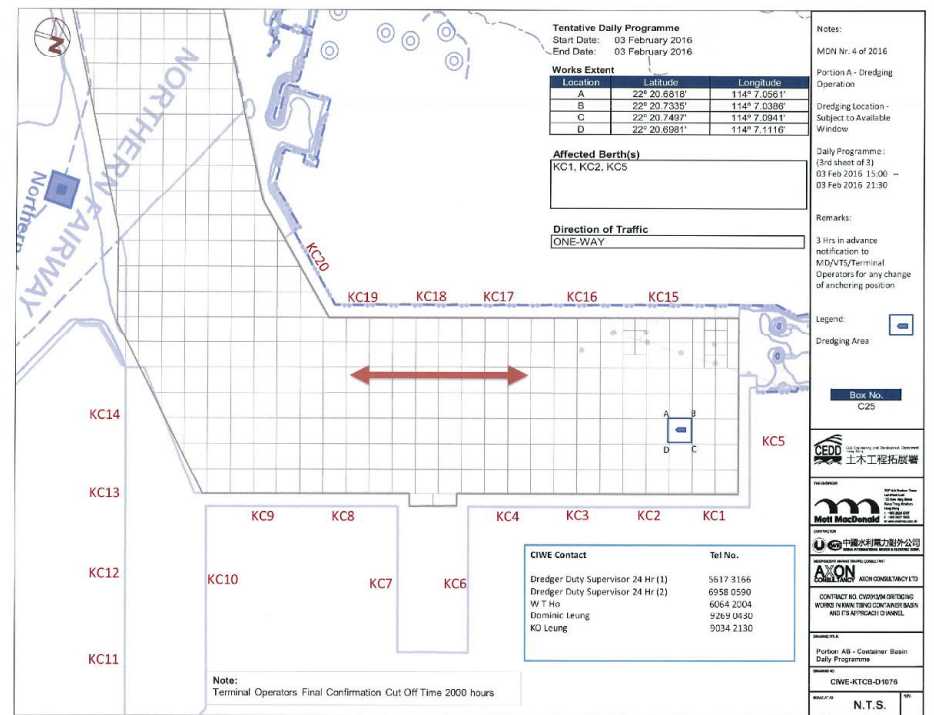 N
NORTHERN FAIRWAY
Northern
Tentative Daily Programme
Start Date: 03 February 2016
End Date: 03 February 2016
Works Extent
Location Latitude Longitude
A 22° 20.6818' 114° 7.0561'
B 22° 20.7335' 114° 7.0386'
C 22° 20.7497' 114° 7.0941'
D 22° 20.6981' 114° 7.1116'
Affected Berth(s)
KC1, KC2, KC5
Direction of Traffic
ONE-WAY
KC20
KC19 KC18 KC17 KC16 KC15
A B
D C
KC14
KC5
KC13
KC9 KC8 KC4 KC3 KC2 KC1
KC12 KC10 KC7 KC6
KC11
CIWE Contact Tel No.
Dredger Duty Supervisor 24 Hr (1) 5617 3166
Dredger Duty Supervisor 24 Hr (2) 6958 0590
W T Ho 6064 2004
Dominic Leung 9269 0430
KO Leung 9034 2130
Note:
Terminal Operators Final Confirmation Cut Off Time 2000 hours
Notes:
MDN Nr. 4 of 2016
Portion A - Dredging
Operation
Dredging Location -
Subject to Available
Window
Daily Programme:
(3rd sheet of 3)
03 Feb 2016 15:00 --
03 Feb 2016 21:30
Remarks:
3 Hrs in advance
notification to
MD/VTS/Terminal
Operators for any change
of anchoring position
Legend:
Dredging Area
Box No.
C25
CEDD
土木工程拓展署
THE ENGINEER
Mott MacDonald
CONTRACTOR
CWE 中國水利電力對外公司
AXON
CONSULTANCY AXON CONSULTANCY LTD
CONTRACT NO. CV/2013/04 DREDGING
WORKS IN KWAI TSING CONTAINER BASIN
AND ITS APPROACH CHANNEL
DRAWING TITLE
Portion AB - Container Basin
Daily Programme
DRAWING NO.
CIWE-KTCB-D1076
N.T.S.
REV.